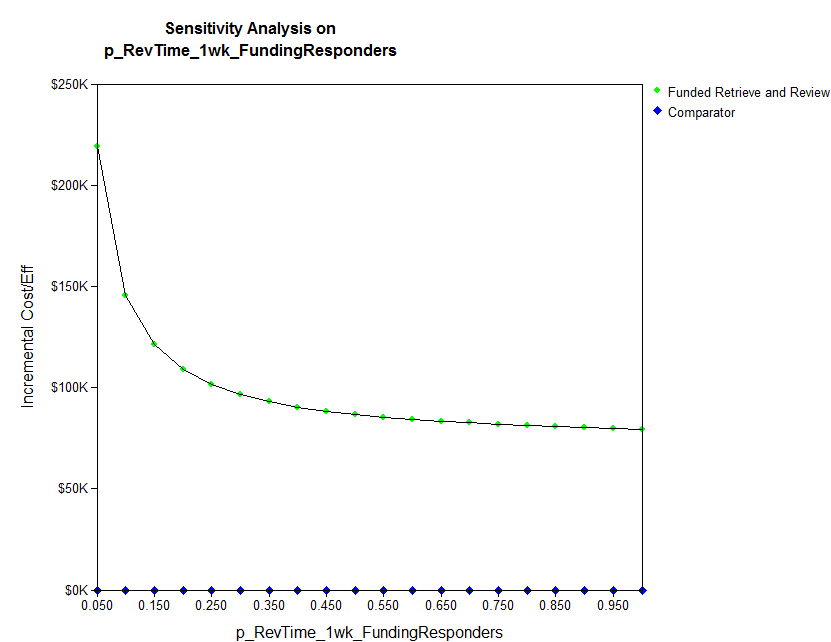 Sensitivity Analysis on
p_RevTime_1wk_FundingResponders
Funded Retrieve and Review
Comparator
Incremental Cost/Eff
$250K
$200K
$150K
$100K
$50K
$0K
0.050 0.150 0.250 0.350 0.450 0.550 0.650 0.750 0.850 0.950
p_RevTime_1wk_FundingResponders